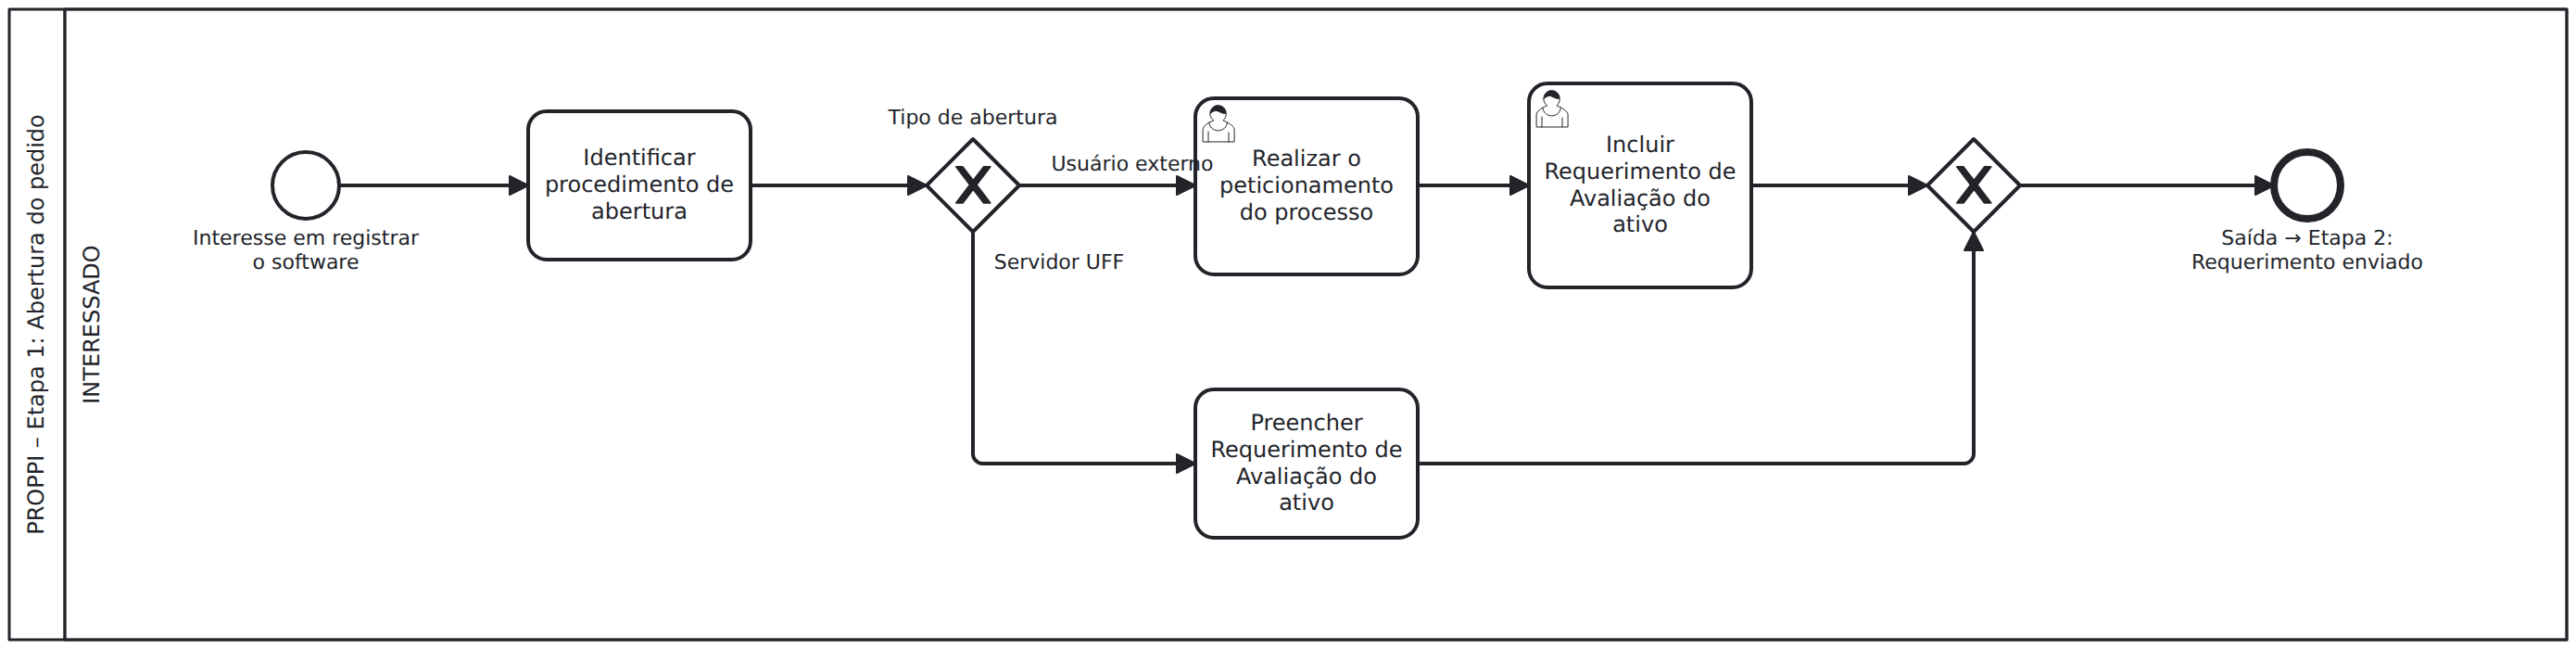 PROPPI – Etapa 1: Abertura do pedido
INTERESSADO
Interesse em registrar
o software
Identificar
procedimento de
abertura
Tipo de abertura
Usuário externo
Servidor UFF
Realizar o
peticionamento
do processo
Incluir
Requerimento de
Avaliação do
ativo
Preencher
Requerimento de
Avaliação do
ativo
Saída → Etapa 2:
Requerimento enviado